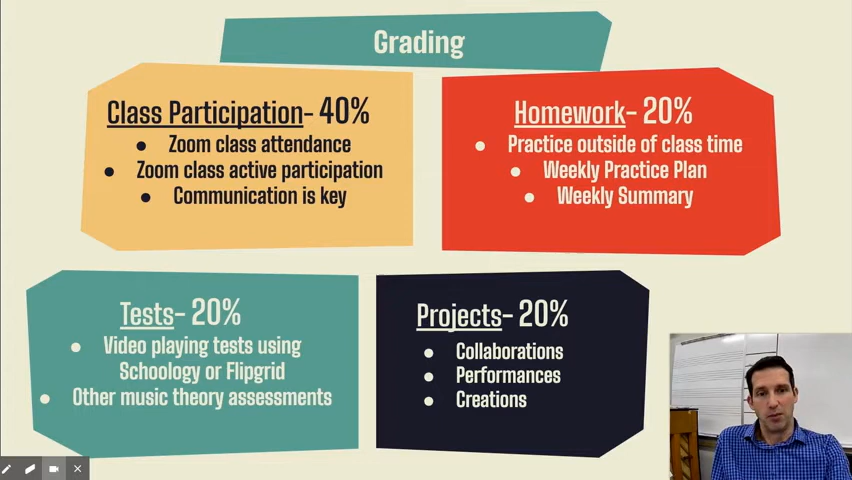 Grading
Class Participation- 40%
● Zoom class attendance
● Zoom class active participation
● Communication is key
Homework- 20%
● Practice outside of class time
● Weekly Practice Plan
● Weekly Summary
Tests- 20%
● Video playing tests using
Schoology or Flipgrid
● Other music theory assessments
Projects- 20%
● Collaborations
● Performances
● Creations